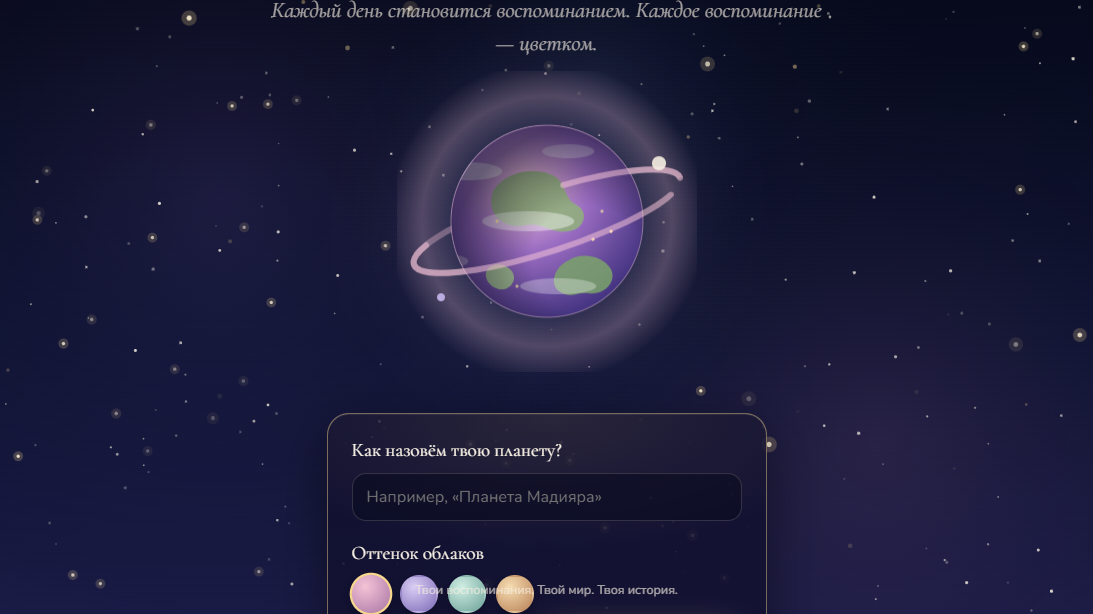 Каждый день становится воспоминанием. Каждое воспоминание
— цветком.
Как назовём твою планету?
Например, «Планета Мадияра»
Оттенок облаков
Твои воспоминания. Твой мир. Твоя история.